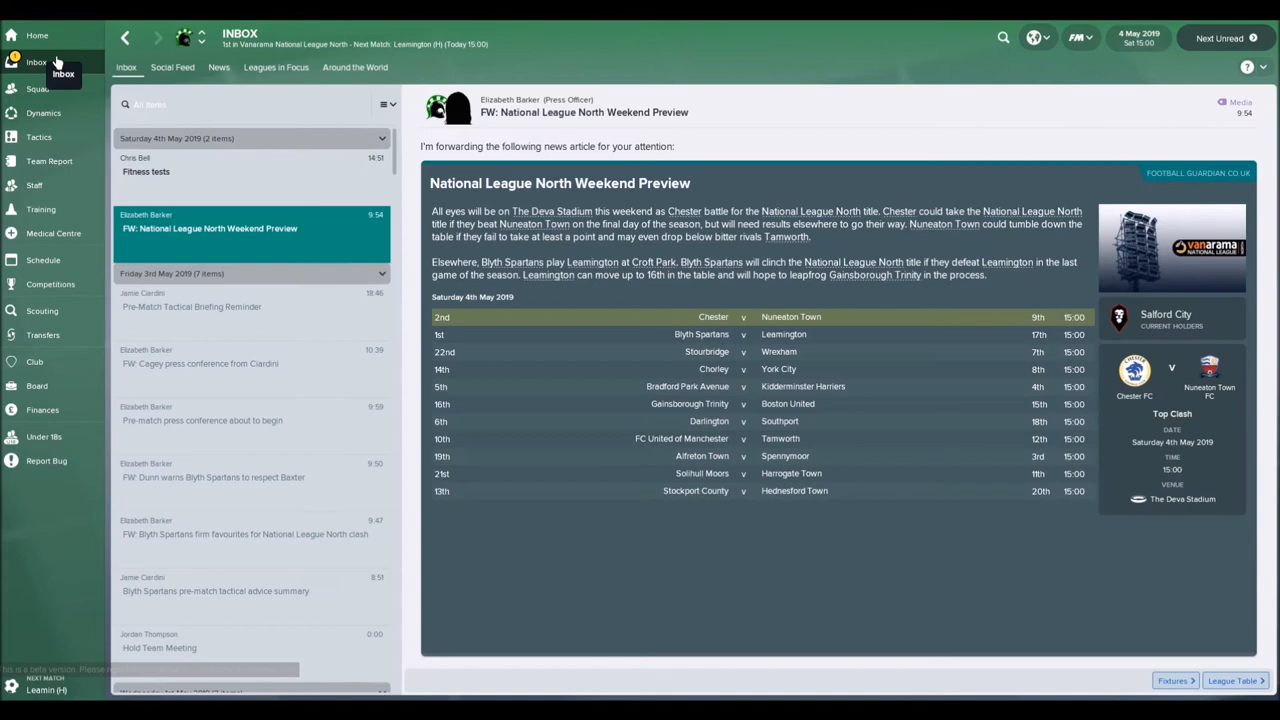 Home
Inbox
Inbox
Squad
Dynamics
Tactics
Team Report
Staff
Training
Medical Centre
Schedule
Competitions
Scouting
Transfers
Club
Board
Finances
Under 18s
Report Bug
NEXT MATCH
Leamin (H)
INBOX
1st in Vanarama National League North - Next Match: Leamington (H) (Today 15:00)
FM
4 May 2019
Sat 15:00
Next Unread
Inbox
Social Feed
News
Leagues in Focus
Around the World
?
All Items
Saturday 4th May 2019 (2 items)
Chris Bell 14:51
Fitness tests
Elizabeth Barker 9:54
FW: National League North Weekend Preview
Friday 3rd May 2019 (7 items)
Jamie Ciardini 18:46
Pre-Match Tactical Briefing Reminder
Elizabeth Barker 10:39
FW: Cagey press conference from Ciardini
Elizabeth Barker 9:59
Pre-match press conference about to begin
Elizabeth Barker 9:50
FW: Dunn warns Blyth Spartans to respect Baxter
Elizabeth Barker 9:47
FW: Blyth Spartans firm favourites for National League North clash
Jamie Ciardini 8:51
Blyth Spartans pre-match tactical advice summary
Jordan Thompson 0:00
Hold Team Meeting
This is a beta version. Please
Elizabeth Barker (Press Officer)
FW: National League North Weekend Preview
Media
9:54
I'm forwarding the following news article for your attention:
FOOTBALL.GUARDIAN.CO.UK
National League North Weekend Preview
All eyes will be on The Deva Stadium this weekend as Chester battle for the National League North title. Chester could take the National League North
title if they beat Nuneaton Town on the final day of the season, but will need results elsewhere to go their way. Nuneaton Town could tumble down the
table if they fail to take at least a point and may even drop below bitter rivals Tamworth.
Elsewhere, Blyth Spartans play Leamington at Croft Park. Blyth Spartans will clinch the National League North title if they defeat Leamington in the last
game of the season. Leamington can move up to 16th in the table and will hope to leapfrog Gainsborough Trinity in the process.
Saturday 4th May 2019
2nd Chester v Nuneaton Town 9th 15:00
1st Blyth Spartans v Leamington 17th 15:00
22nd Stourbridge v Wrexham 7th 15:00
14th Chorley v York City 8th 15:00
5th Bradford Park Avenue v Kidderminster Harriers 4th 15:00
16th Gainsborough Trinity v Boston United 15th 15:00
6th Darlington v Southport 18th 15:00
10th FC United of Manchester v Tamworth 12th 15:00
19th Alfreton Town v Spennymoor 3rd 15:00
21st Solihull Moors v Harrogate Town 11th 15:00
13th Stockport County v Hednesford Town 20th 15:00
vanarama
Salford City
CURRENT HOLDERS
Chester FC
V
Nuneaton Town
FC
Top Clash
DATE
Saturday 4th May 2019
TIME
15:00
VENUE
The Deva Stadium
Fixtures
League Table